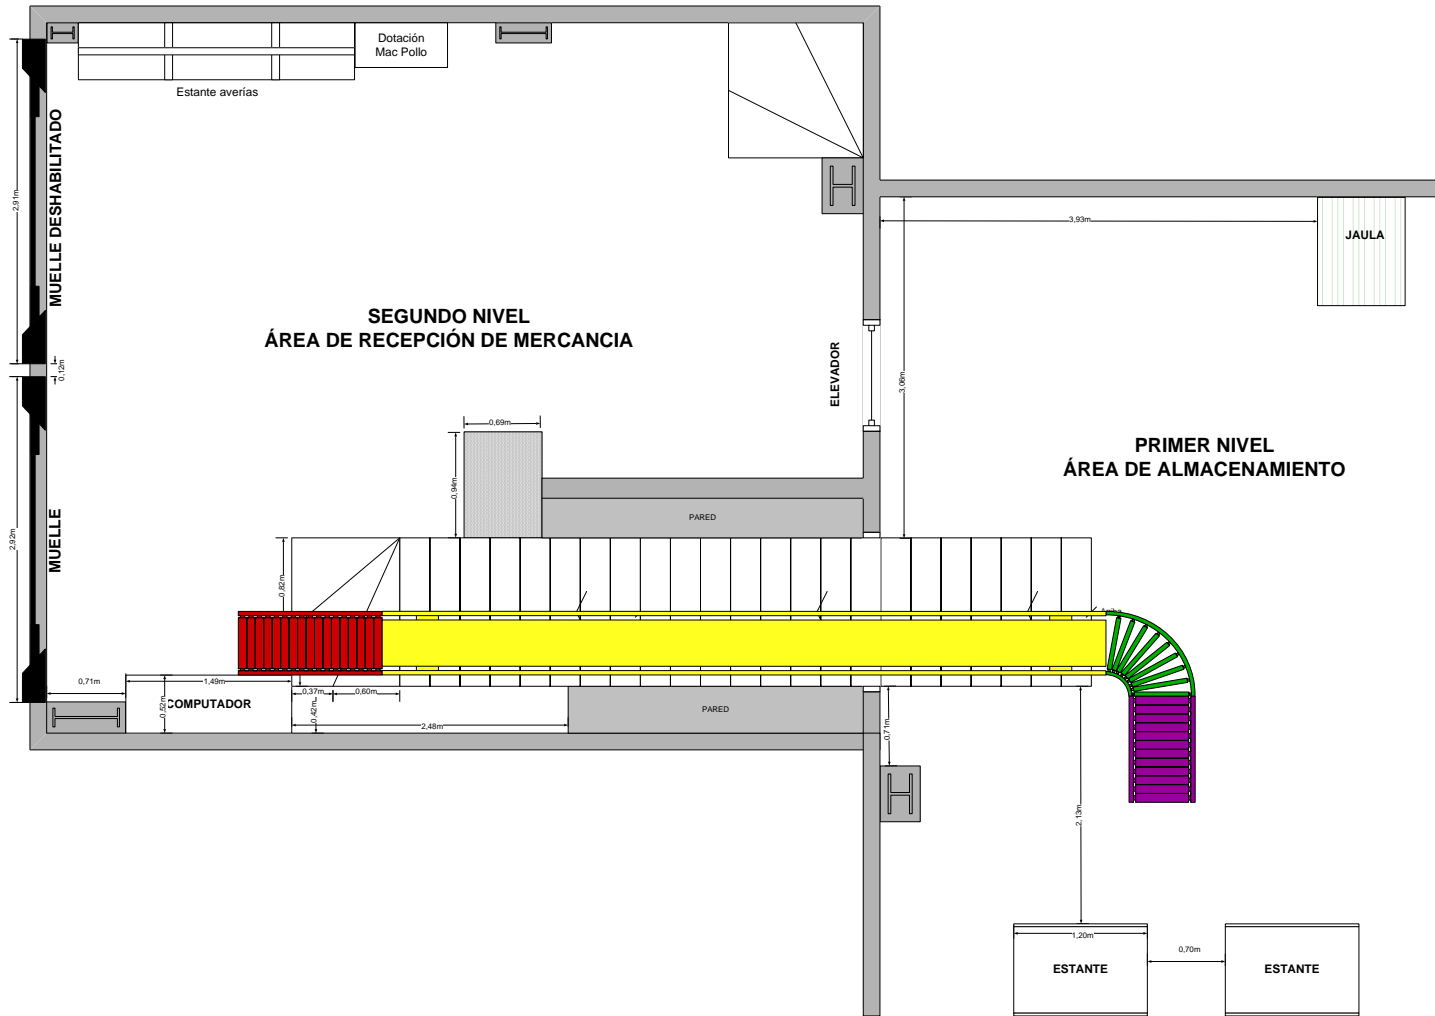 Dotación
Mac Pollo
Estante averías
MUELLE DESHABILITADO
2,91m
3,93m
JAULA
SEGUNDO NIVEL
ÁREA DE RECEPCIÓN DE MERCANCIA
0,12m
ELEVADOR
3,06m
0,69m
PRIMER NIVEL
ÁREA DE ALMACENAMIENTO
0,94m
PARED
2,92m
MUELLE
0,82m
0,71m
1,49m
0,37m
0,60m
COMPUTADOR
0,52m
0,42m
2,48m
PARED
0,71m
2,13m
1,20m
0,70m
ESTANTE
ESTANTE